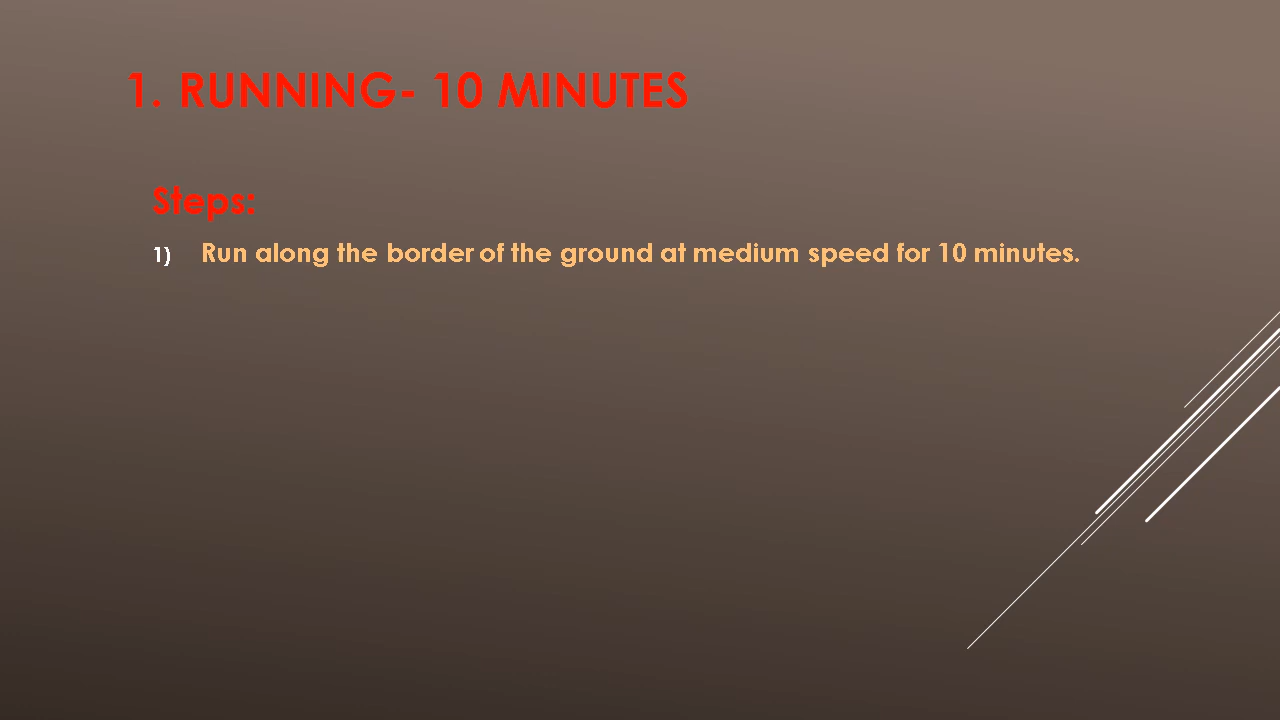 1. RUNNING- 10 MINUTES
Steps:
1) Run along the border of the ground at medium speed for 10 minutes.